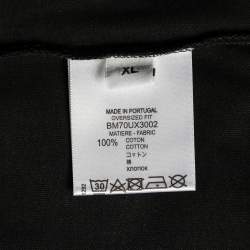 XL
MADE IN PORTUGAL
OVERSIZED FIT
BM70UX3002
MATIERE - FABRIC
100% COTON
COTTON
コットン
棉
хлопок
30